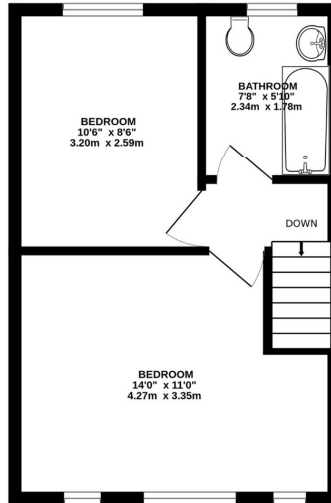 BATHROOM
7'8" x 5'10"
2.34m x 1.78m
BEDROOM
10'6" x 8'6"
3.20m x 2.59m
DOWN
BEDROOM
14'0" x 11'0"
4.27m x 3.35m